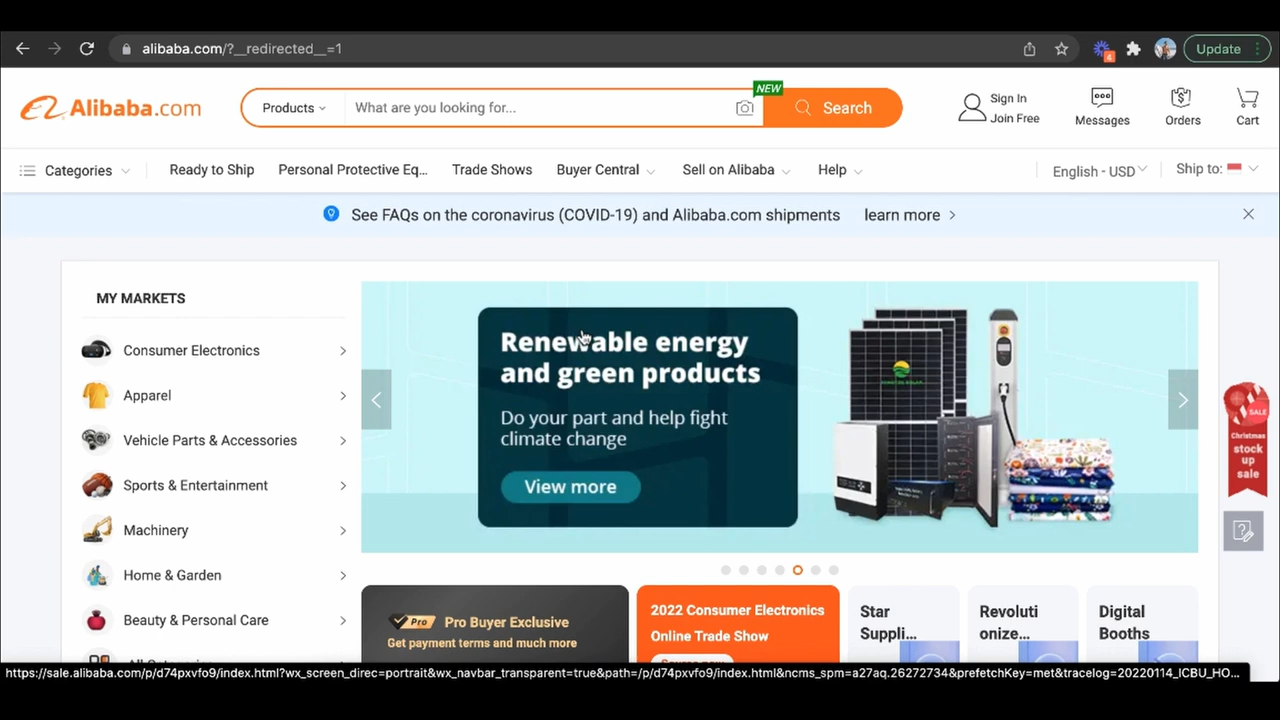 alibaba.com/?__redirected__=1
4
Update
Alibaba.com
Products
What are you looking for...
NEW
Search
Sign In
Join Free
Messages
Orders
Cart
Categories
Ready to Ship
Personal Protective Eq...
Trade Shows
Buyer Central
Sell on Alibaba
Help
English - USD
Ship to:
See FAQs on the coronavirus (COVID-19) and Alibaba.com shipments
learn more
MY MARKETS
Consumer Electronics
Apparel
Vehicle Parts & Accessories
Sports & Entertainment
Machinery
Home & Garden
Beauty & Personal Care
Renewable energy
and green products
Do your part and help fight
climate change
View more
SALE
Christmas
stock
up
sale
Pro
Pro Buyer Exclusive
Get payment terms and much more
2022 Consumer Electronics
Online Trade Show
Star
Suppli...
Revoluti
onize...
Digital
Booths
https://sale.alibaba.com/p/d74pxvfo9/index.html?wx_screen_direc=portrait&wx_navbar_transparent=true&path=/p/d74pxvfo9/index.html&ncms_spm=a27aq.26272734&prefetchKey=met&tracelog=20220114_ICBU_HO...